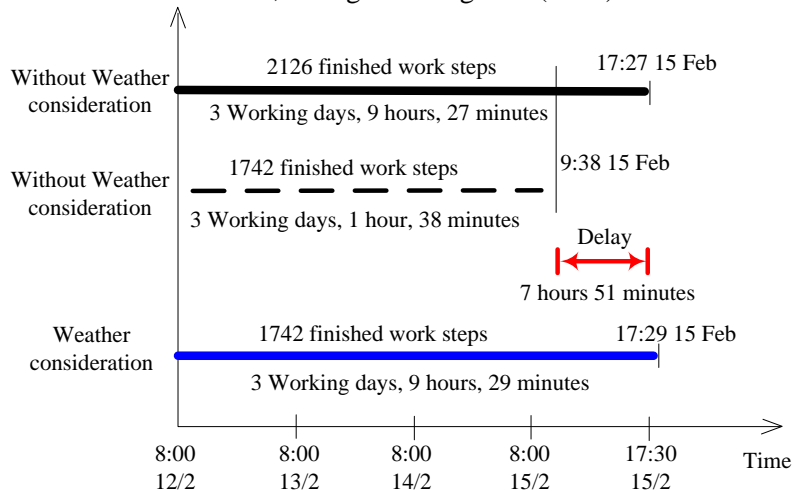 2126 finished work steps
17:27 15 Feb
Without Weather
consideration
3 Working days, 9 hours, 27 minutes
1742 finished work steps
9:38 15 Feb
Without Weather
consideration
3 Working days, 1 hour, 38 minutes
Delay
7 hours 51 minutes
Weather
consideration
1742 finished work steps
17:29 15 Feb
3 Working days, 9 hours, 29 minutes
8:00 8:00 8:00 8:00 17:30
12/2 13/2 14/2 15/2 15/2
Time